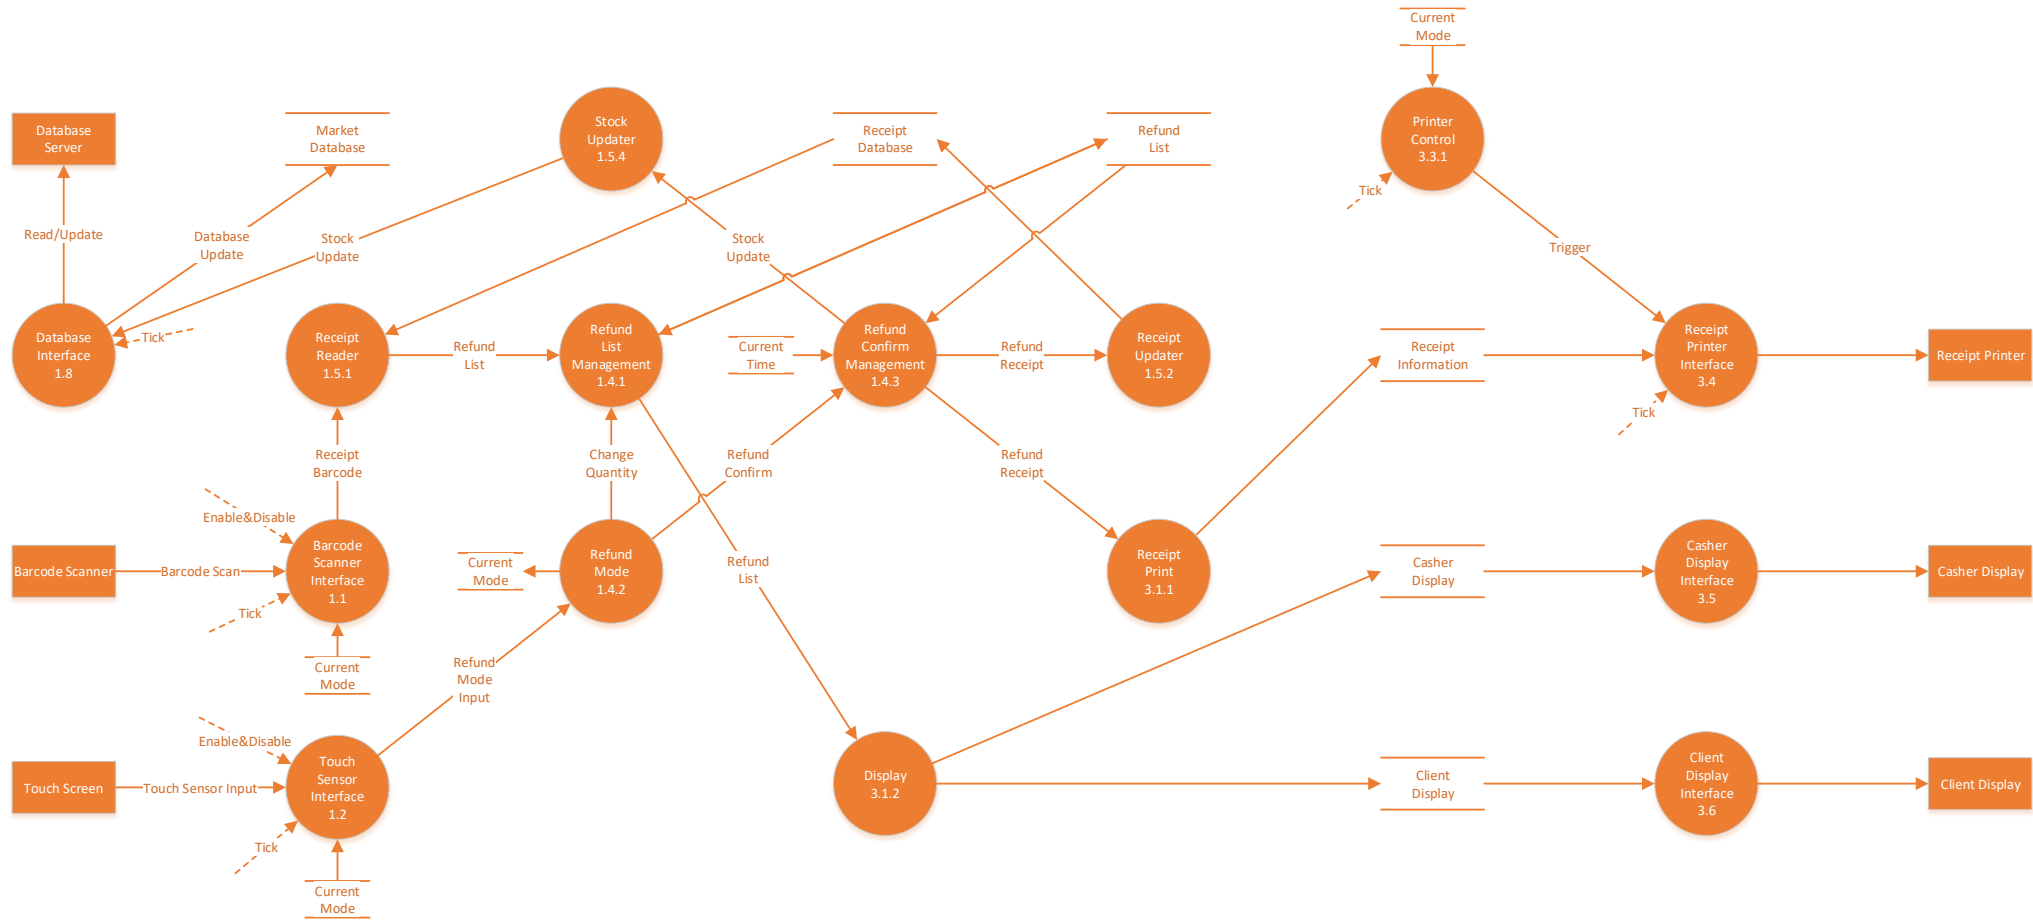 Current
Mode
Database
Server
Market
Database
Stock
Updater
1.5.4
Receipt
Database
Refund
List
Printer
Control
3.3.1
Tick
Read/Update
Database
Update
Stock
Update
Stock
Update
Trigger
Database
Interface
1.8
Tick
Receipt
Reader
1.5.1
Refund
List
Refund
List
Management
1.4.1
Current
Time
Refund
Confirm
Management
1.4.3
Refund
Receipt
Receipt
Updater
1.5.2
Receipt
Information
Receipt
Printer
Interface
3.4
Receipt Printer
Tick
Receipt
Barcode
Change
Quantity
Refund
Confirm
Refund
Receipt
Enable&Disable
Barcode Scanner
Barcode Scan
Barcode
Scanner
Interface
1.1
Current
Mode
Refund
Mode
1.4.2
Refund
List
Receipt
Print
3.1.1
Casher
Display
Casher
Display
Interface
3.5
Casher Display
Tick
Current
Mode
Refund
Mode
Input
Enable&Disable
Touch Screen
Touch Sensor Input
Touch
Sensor
Interface
1.2
Display
3.1.2
Client
Display
Client
Display
Interface
3.6
Client Display
Tick
Current
Mode